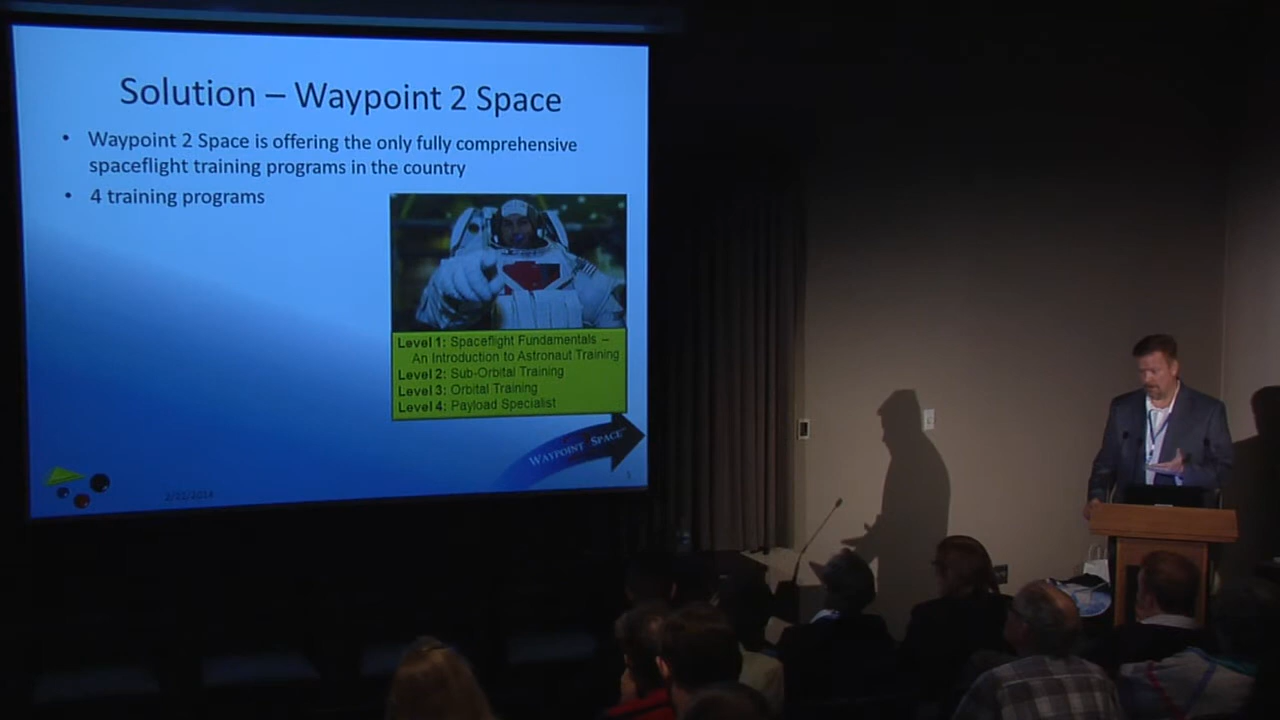 Solution – Waypoint 2 Space
• Waypoint 2 Space is offering the only fully comprehensive
spaceflight training programs in the country
• 4 training programs
Level 1: Spaceflight Fundamentals –
An Introduction to Astronaut Training
Level 2: Sub-Orbital Training
Level 3: Orbital Training
Level 4: Payload Specialist
WAYPOINT SPACE
2/21/2014